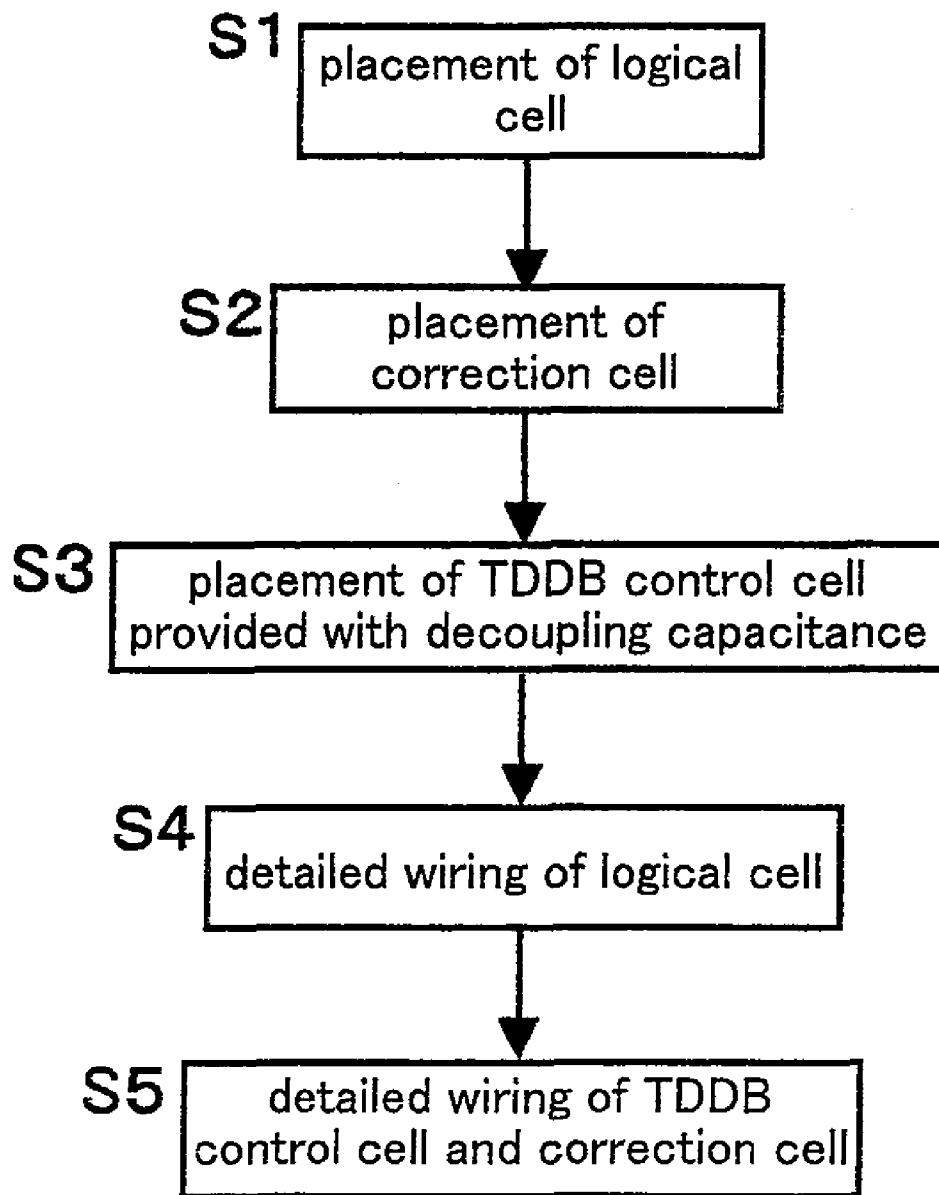 S1
placement of logical
cell
S2
placement of
correction cell
S3
placement of TDDB control cell
provided with decoupling capacitance
S4
detailed wiring of logical cell
S5
detailed wiring of TDDB
control cell and correction cell